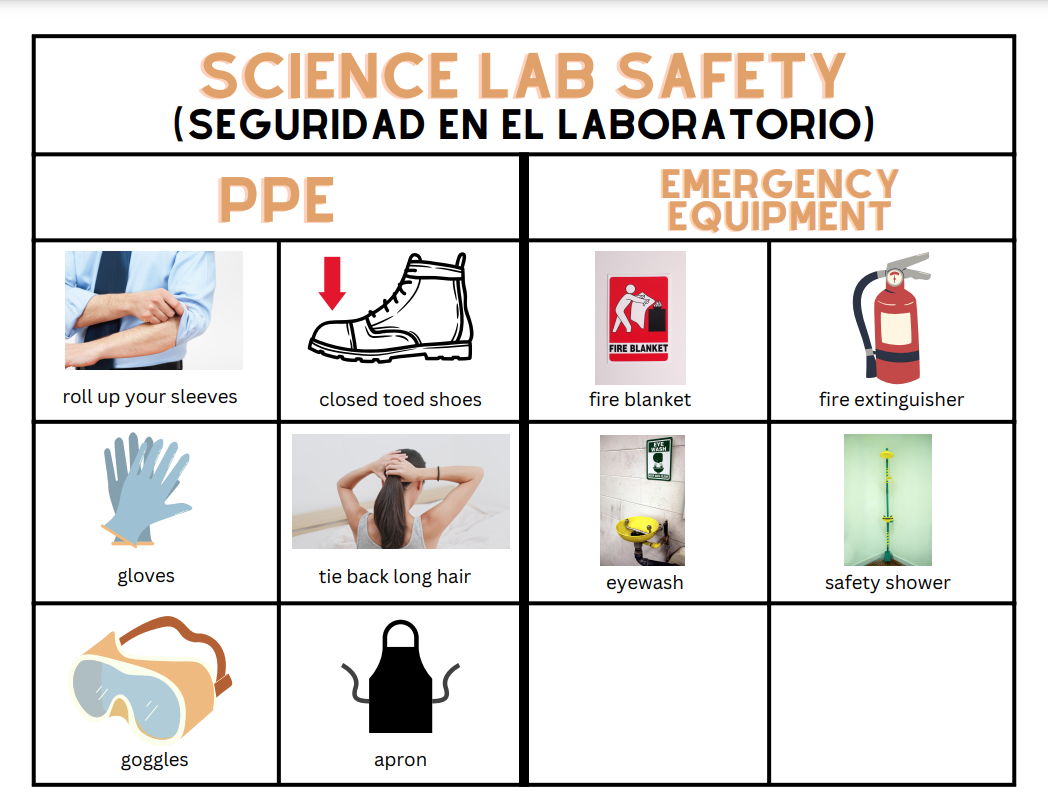 SCIENCE LAB SAFETY
(SEGURIDAD EN EL LABORATORIO)
PPE
EMERGENCY
EQUIPMENT
roll up your sleeves
closed toed shoes
FIRE BLANKET
fire blanket
fire extinguisher
gloves
tie back long hair
EYE
WASH
eyewash
safety shower
goggles
apron